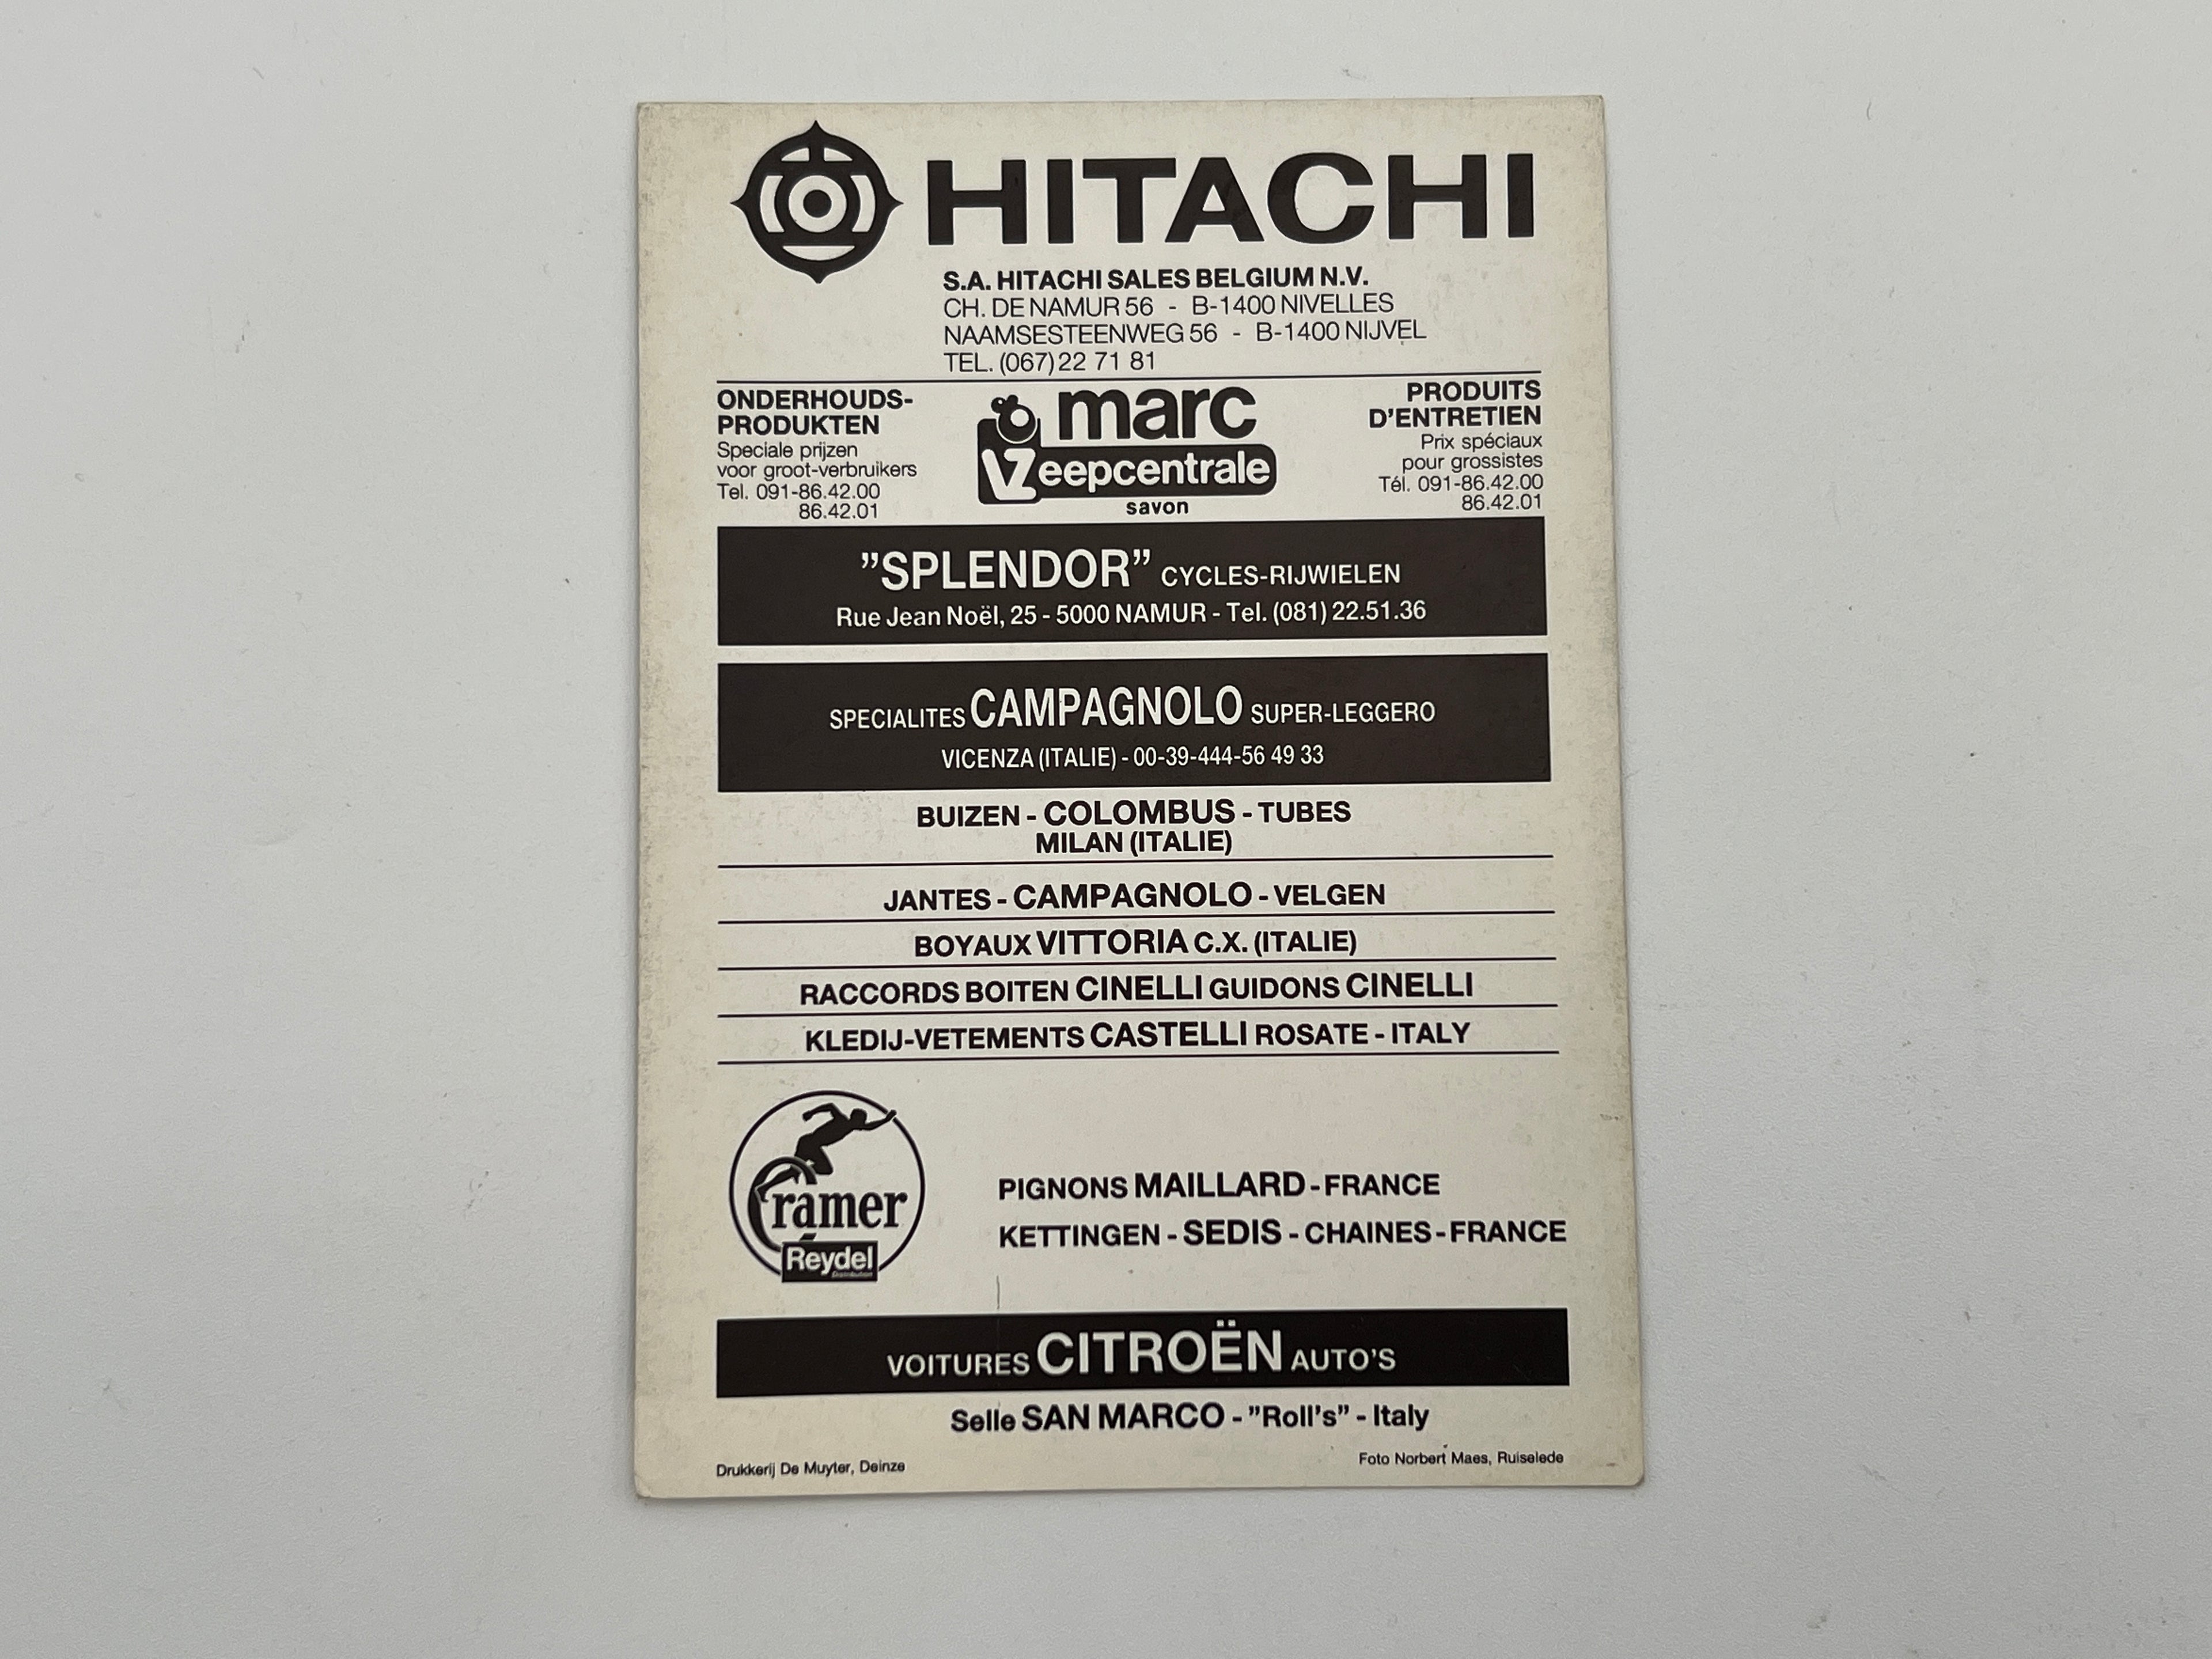 HITACHI
S.A. HITACHI SALES BELGIUM N.V.
CH. DE NAMUR 56 - B-1400 NIVELLES
NAAMSESTEENWEG 56 - B-1400 NIJVEL
TEL. (067) 22 71 81
ONDERHOUDS-
PRODUKTEN
Speciale prijzen
voor groot-verbruikers
Tel. 091-86.42.00
86.42.01
marc
Zeepcentrale
savon
PRODUITS
D'ENTRETIEN
Prix spéciaux
pour grossistes
Tél. 091-86.42.00
86.42.01
"SPLENDOR" CYCLES-RIJWIELEN
Rue Jean Noël, 25 - 5000 NAMUR - Tel. (081) 22.51.36
SPECIALITES CAMPAGNOLO SUPER-LEGGERO
VICENZA (ITALIE) - 00-39-444-56 49 33
BUIZEN - COLOMBUS - TUBES
MILAN (ITALIE)
JANTES - CAMPAGNOLO - VELGEN
BOYAUX VITTORIA C.X. (ITALIE)
RACCORDS BOITEN CINELLI GUIDONS CINELLI
KLEDIJ-VETEMENTS CASTELLI ROSATE - ITALY
Cramer
Reydel
Distribution
PIGNONS MAILLARD - FRANCE
KETTINGEN - SEDIS - CHAINES - FRANCE
VOITURES CITROËN AUTO'S
Selle SAN MARCO - "Roll's" - Italy
Drukkerij De Muyter, Deinze
Foto Norbert Maes, Ruiselede